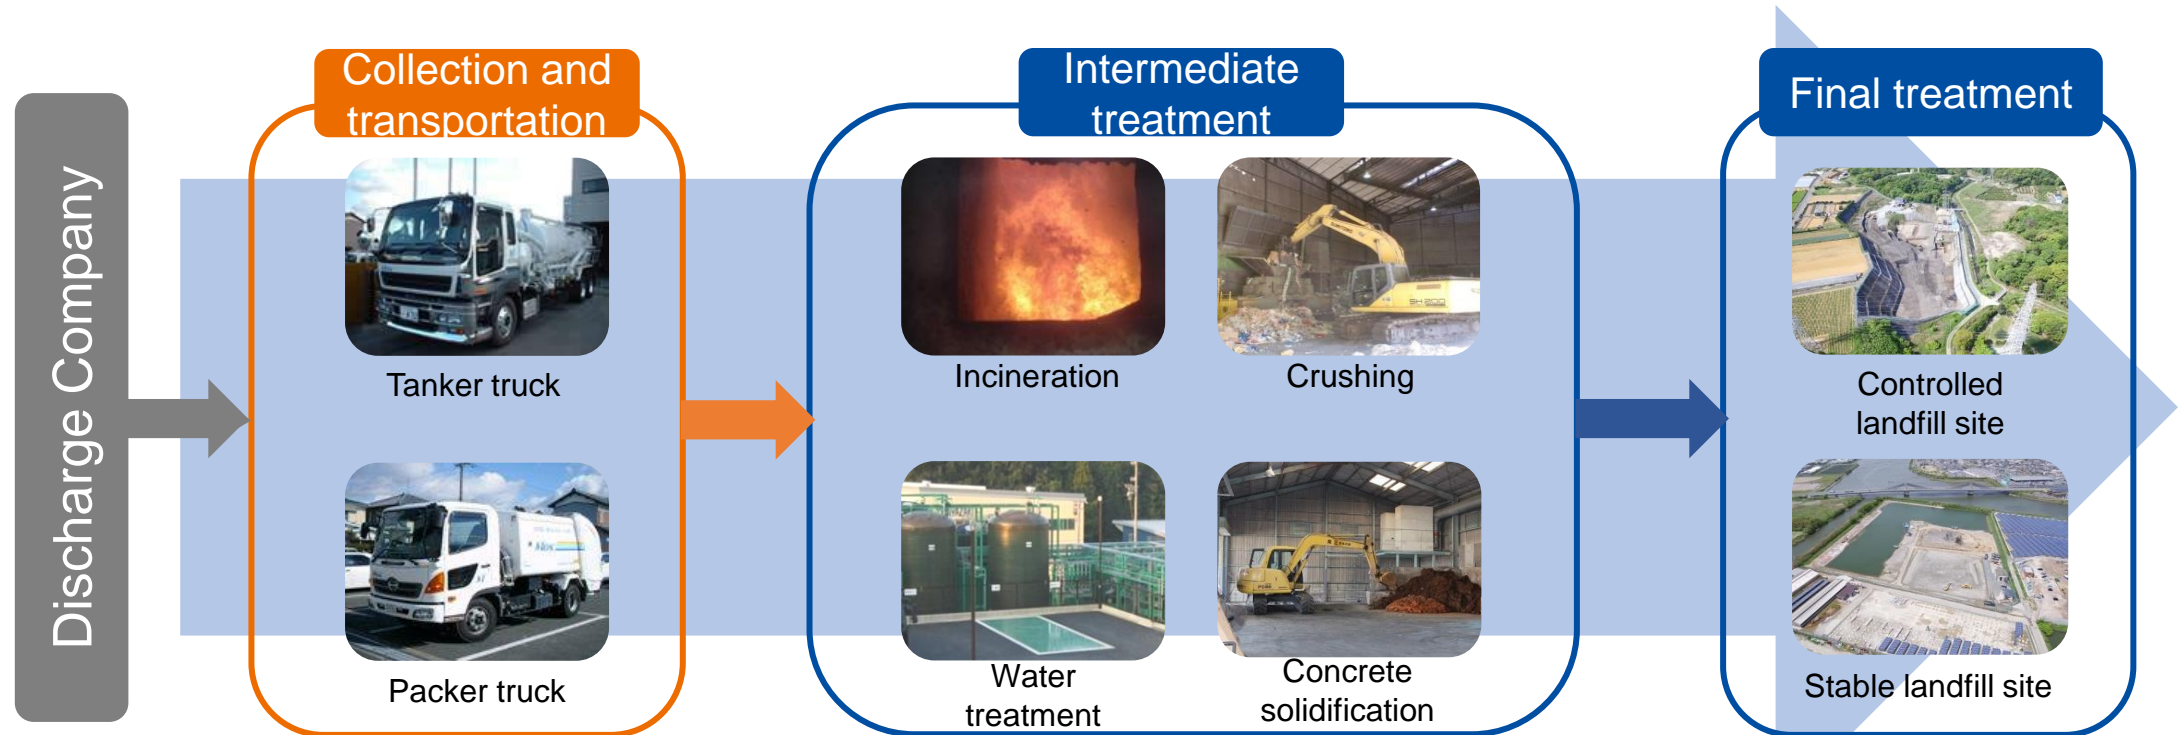 Discharge Company
Collection and
transportation
Tanker truck
Packer truck
Intermediate
treatment
Incineration
Crushing
SH200
Water
treatment
Concrete
solidification
Final treatment
Controlled
landfill site
Stable landfill site